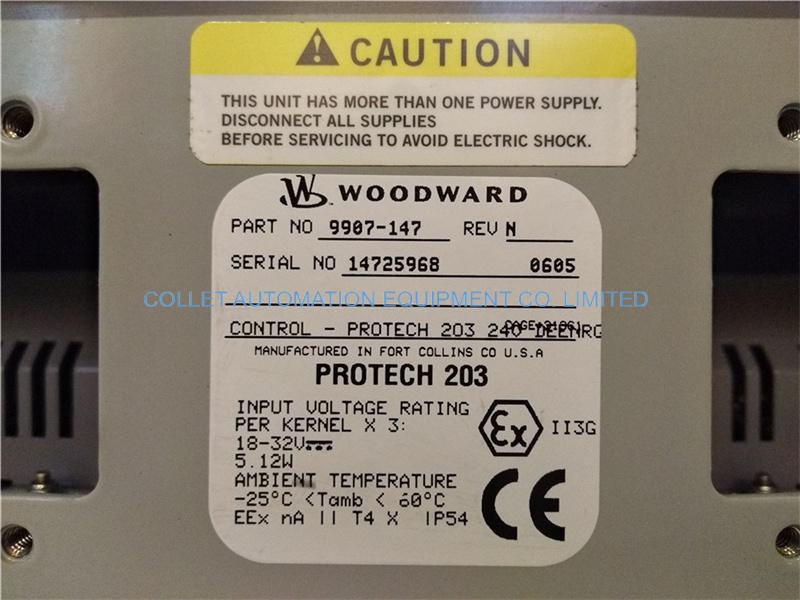 CAUTION
THIS UNIT HAS MORE THAN ONE POWER SUPPLY.
DISCONNECT ALL SUPPLIES
BEFORE SERVICING TO AVOID ELECTRIC SHOCK.
WOODWARD
PART NO 9907-147 REV N
SERIAL NO 14725968 0605
COLLET AUTOMATION EQUIPMENT CO. LIMITED
CONTROL - PROTECH 203
MANUFACTURED IN FORT COLLINS CO U.S.A
PROTECH 203
INPUT VOLTAGE RATING
PER KERNEL X 3:
18-32V
5.12W
Ex II3G
AMBIENT TEMPERATURE
-25°C <Tamb < 60°C
EEx nA II T4 X IP54
CE